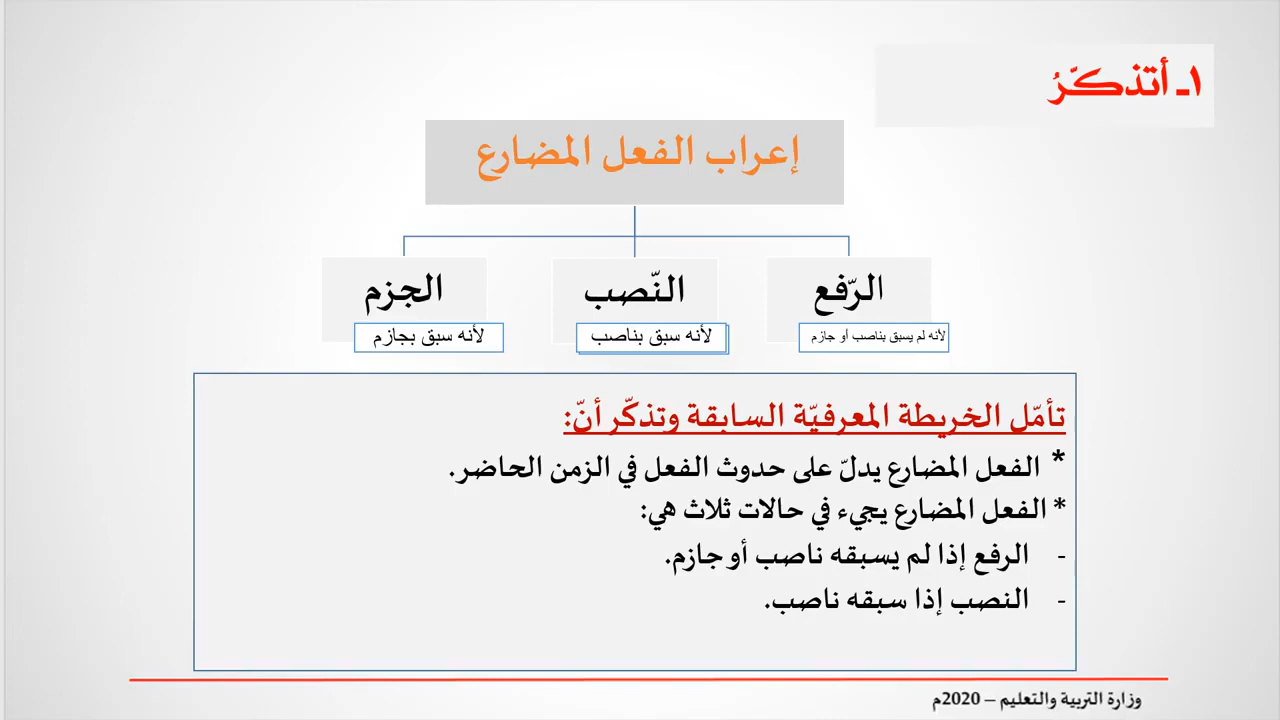 ١ـ أتذكّرُ
إعراب الفعل المضارع
الرّفع
النّصب
الجزم
لأنه لم يسبق بناصب أو جازم
لأنه سبق بناصب
لأنه سبق بجازم
تأمّل الخريطة المعرفيّة السابقة وتذكّر أنّ:
* الفعل المضارع يدلّ على حدوث الفعل في الزمن الحاضر.
* الفعل المضارع يجيء في حالات ثلاث هي:
- الرفع إذا لم يسبقه ناصب أو جازم.
- النصب إذا سبقه ناصب.
وزارة التربية والتعليم – 2020م